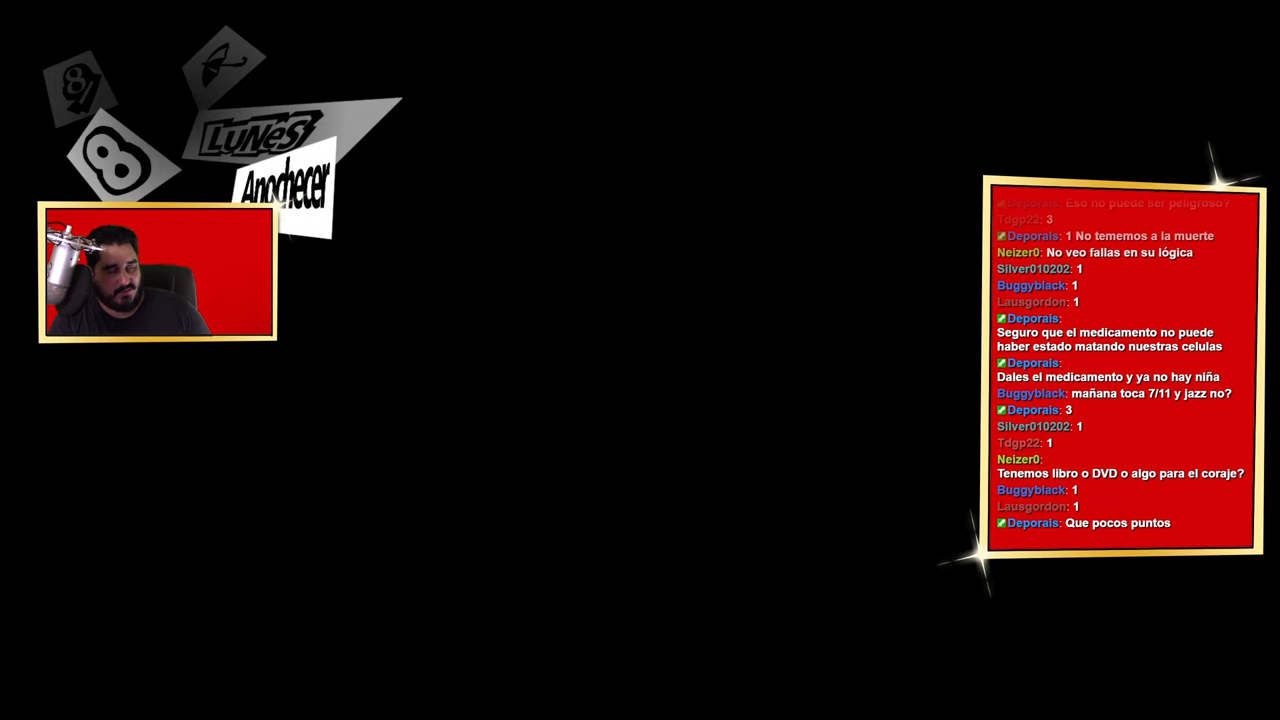 8/
8
LUNeS
Anochecer
Deporais: Eso no puede ser peligroso?
Tdgp22: 3
Deporais: 1 No tememos a la muerte
Neizer0: No veo fallas en su lógica
Silver010202: 1
Buggyblack: 1
Lausgordon: 1
Deporais:
Seguro que el medicamento no puede
haber estado matando nuestras celulas
Deporais:
Dales el medicamento y ya no hay niña
Buggyblack: mañana toca 7/11 y jazz no?
Deporais: 3
Silver010202: 1
Tdgp22: 1
Neizer0:
Tenemos libro o DVD o algo para el coraje?
Buggyblack: 1
Lausgordon: 1
Deporais: Que pocos puntos